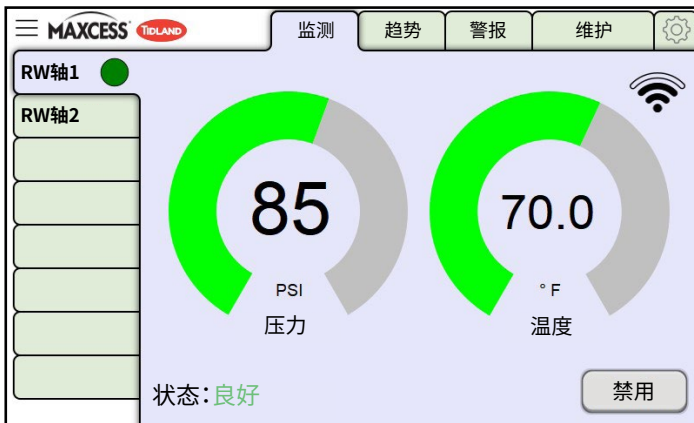 MAXCESS TIDLAND 监测 趋势 警报 维护
RW轴1
RW轴2
85
PSI
压力
70.0
° F
温度
状态：良好
禁用